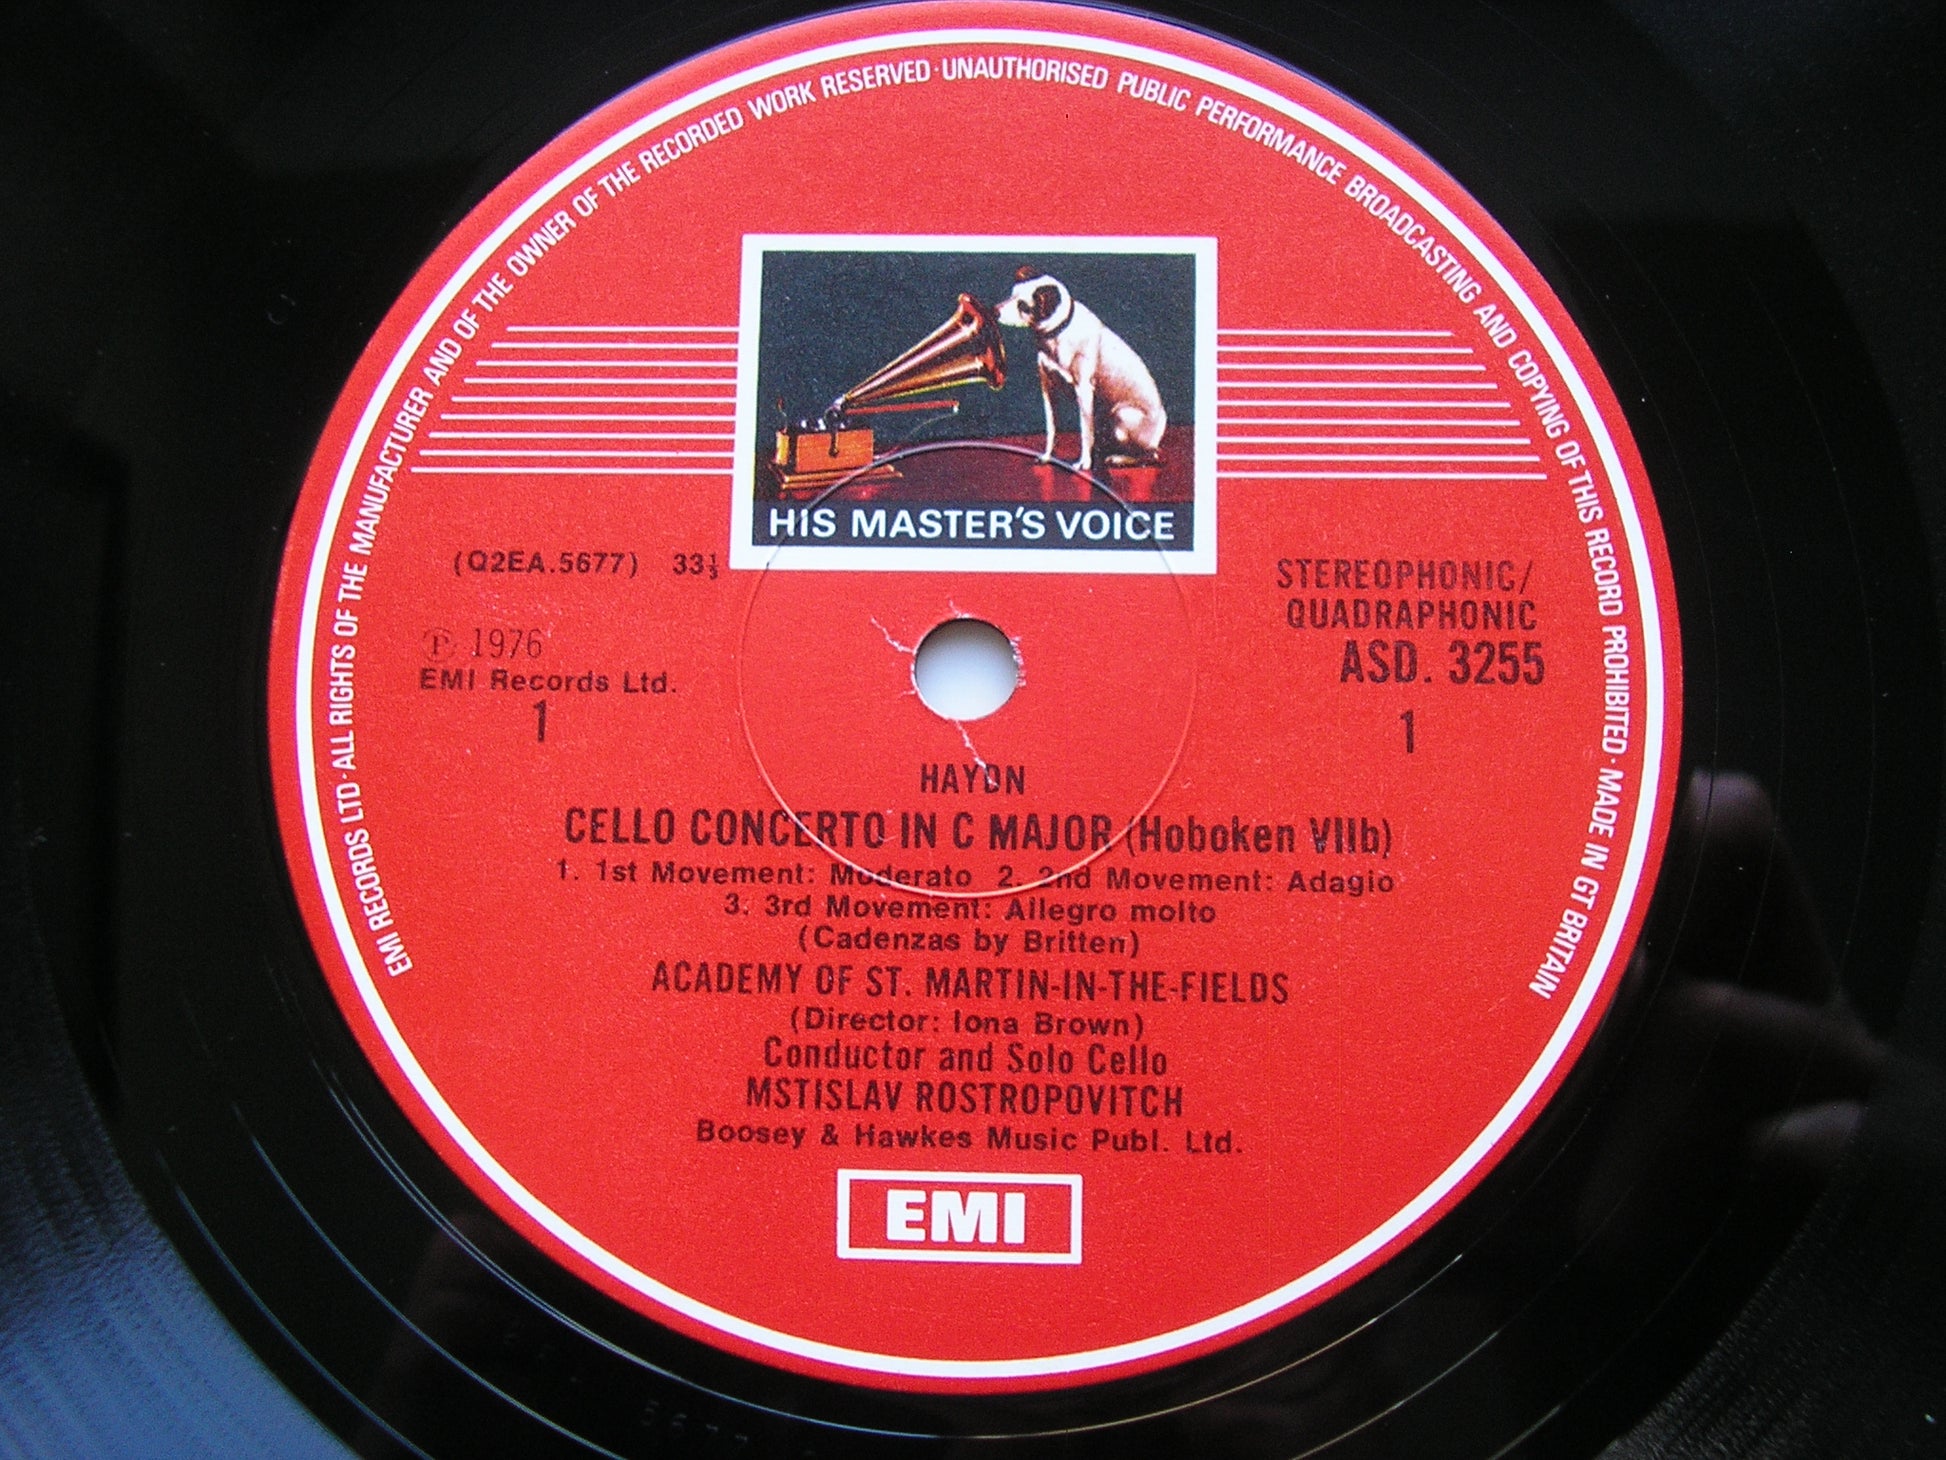 EMI RECORDS LTD·ALL RIGHTS OF THE MANUFACTURER AND OF THE OWNER OF THE RECORDED WORK RESERVED·UNAUTHORISED PUBLIC PERFORMANCE BROADCASTING AND COPYING OF THIS RECORD PROHIBITED·MADE IN GT BRITAIN
HIS MASTER'S VOICE
(Q2EA.5677) 33⅓
℗ 1976
EMI Records Ltd.
1
STEREOPHONIC/
QUADRAPHONIC
ASD. 3255
1
HAYDN
CELLO CONCERTO IN C MAJOR (Hoboken VIIb)
1. 1st Movement: Moderato 2. 2nd Movement: Adagio
3. 3rd Movement: Allegro molto
(Cadenzas by Britten)
ACADEMY OF ST. MARTIN-IN-THE-FIELDS
(Director: Iona Brown)
Conductor and Solo Cello
MSTISLAV ROSTROPOVITCH
Boosey & Hawkes Music Publ. Ltd.
EMI